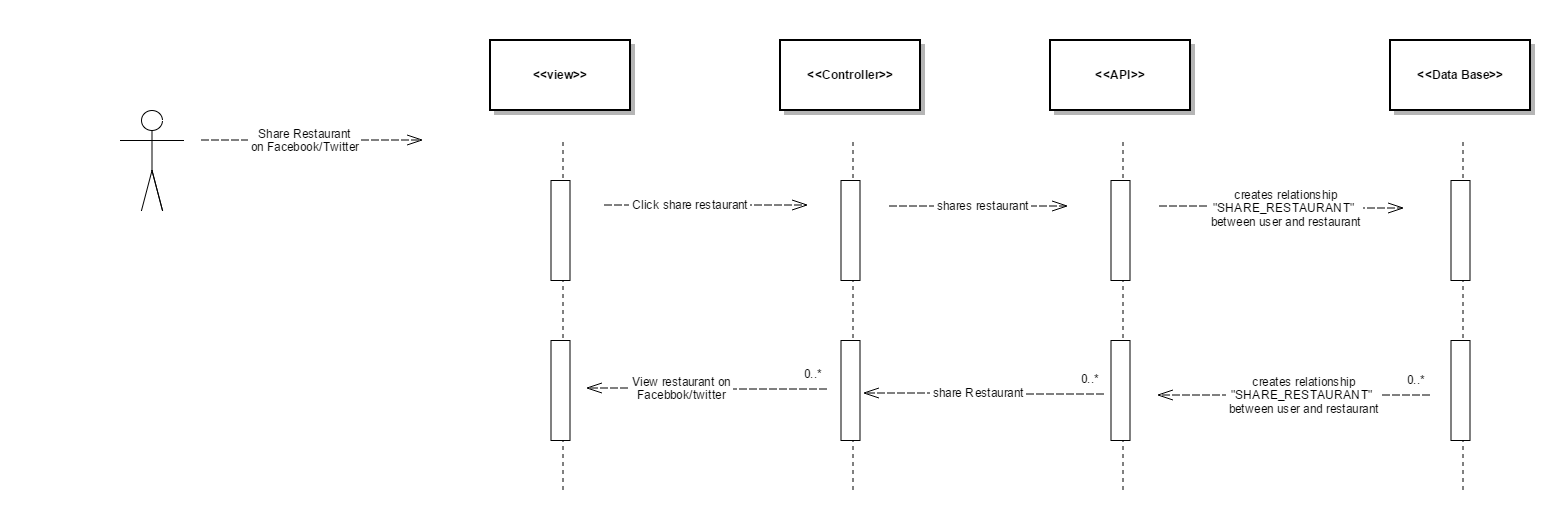 <<view>>
<<Controller>>
<<API>>
<<Data Base>>
Share Restaurant
on Facebook/Twitter
Click share restaurant
shares restaurant
creates relationship
"SHARE_RESTAURANT"
between user and restaurant
View restaurant on
Facebbok/twitter
0..*
share Restaurant
0..*
creates relationship
"SHARE_RESTAURANT"
between user and restaurant
0..*